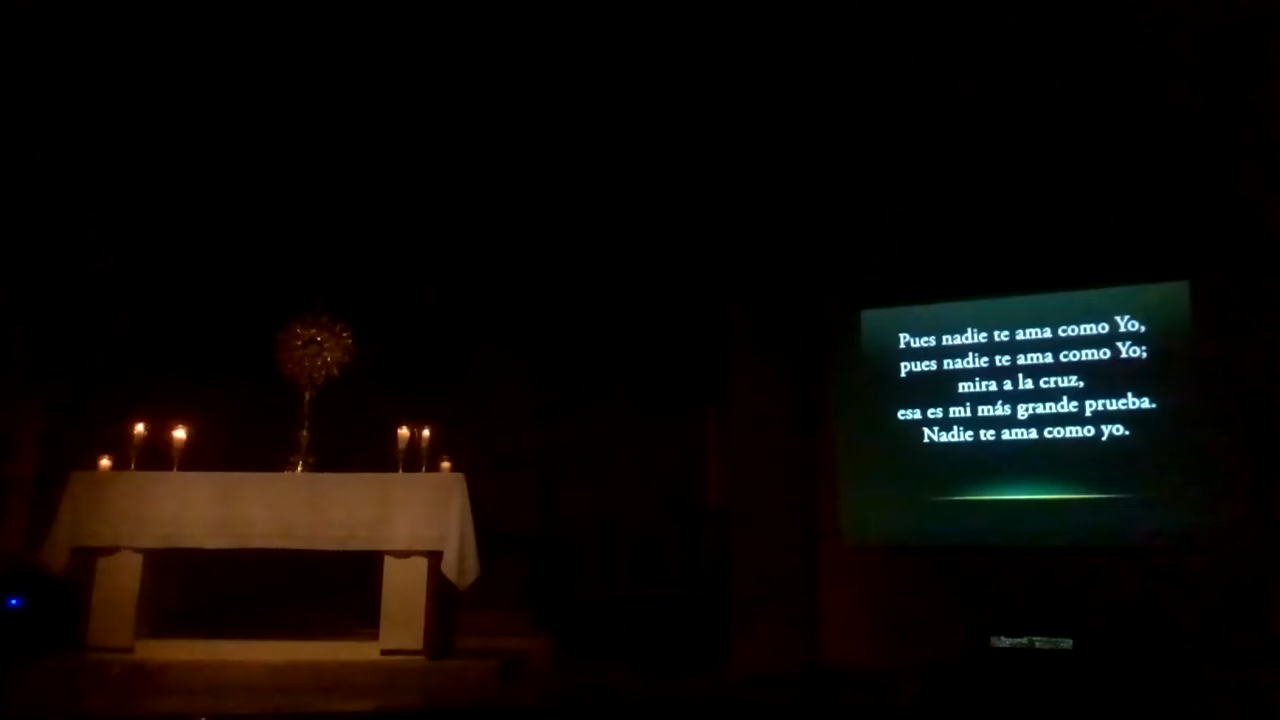 Pues nadie te ama como Yo,
pues nadie te ama como Yo;
mira a la cruz,
esa es mi más grande prueba.
Nadie te ama como yo.